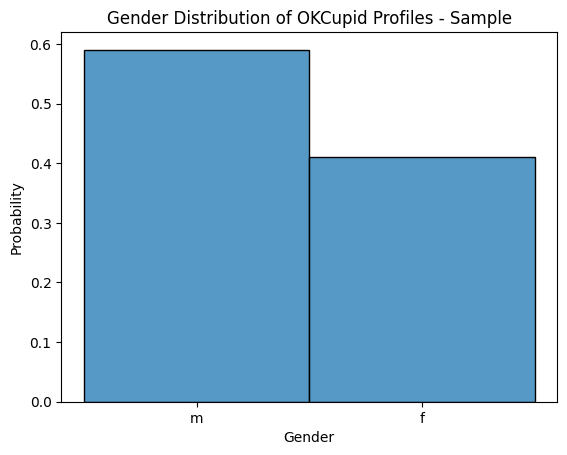 Gender Distribution of OKCupid Profiles - Sample
0.6
0.5
0.4
0.3
0.2
0.1
0.0
Probability
m f
Gender